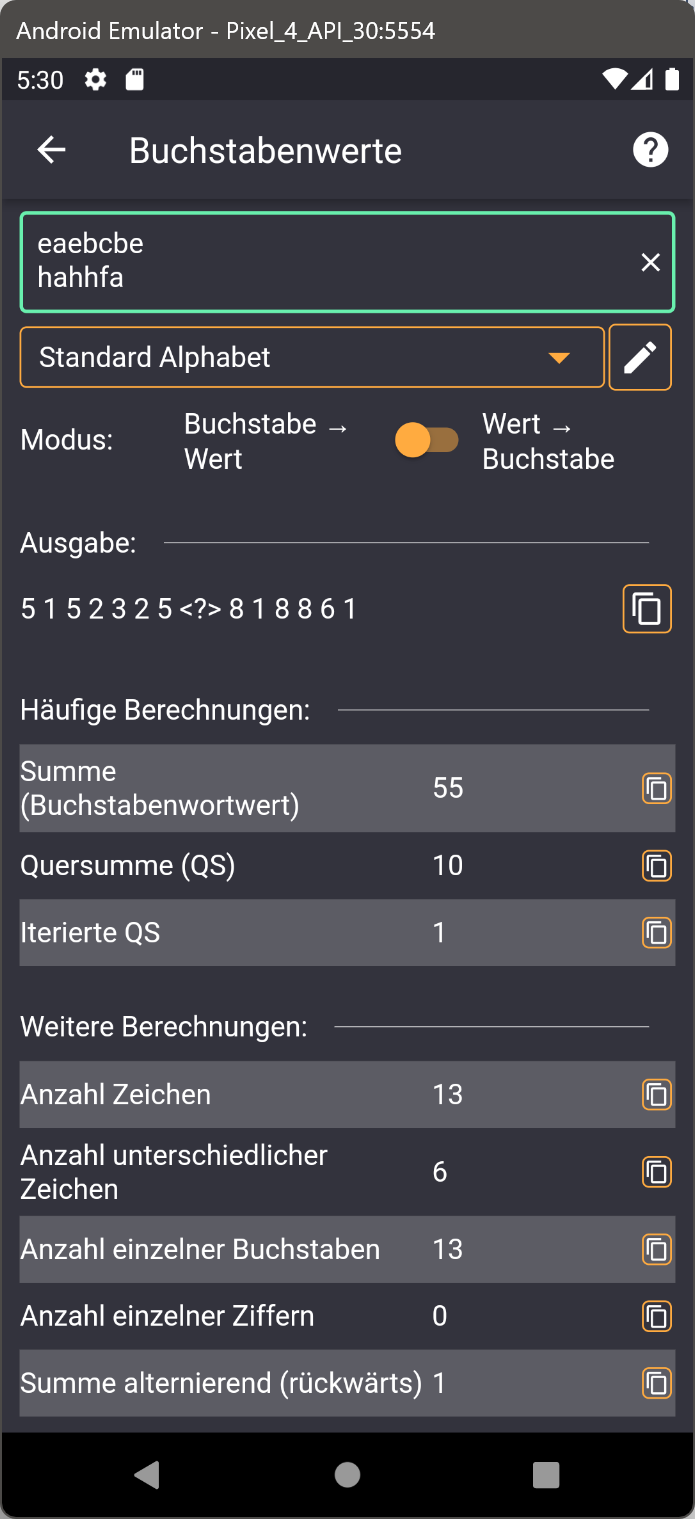 Android Emulator - Pixel_4_API_30:5554
5:30
Buchstabenwerte
eaebcbe
hahhfa
Standard Alphabet
Modus:
Buchstabe →
Wert
Wert →
Buchstabe
Ausgabe:
5 1 5 2 3 2 5 <?> 8 1 8 8 6 1
Häufige Berechnungen:
Summe
(Buchstabenwortwert)
55
Quersumme (QS)
10
Iterierte QS
1
Weitere Berechnungen:
Anzahl Zeichen
13
Anzahl unterschiedlicher
Zeichen
6
Anzahl einzelner Buchstaben
13
Anzahl einzelner Ziffern
0
Summe alternierend (rückwärts)
1